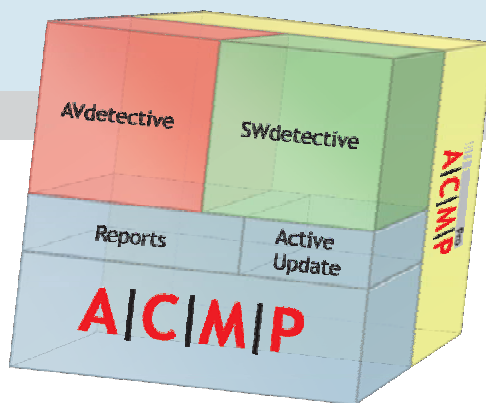 AVdetective
SWdetective
Reports
Active
Update
A|C|M|P
A|C|M|P